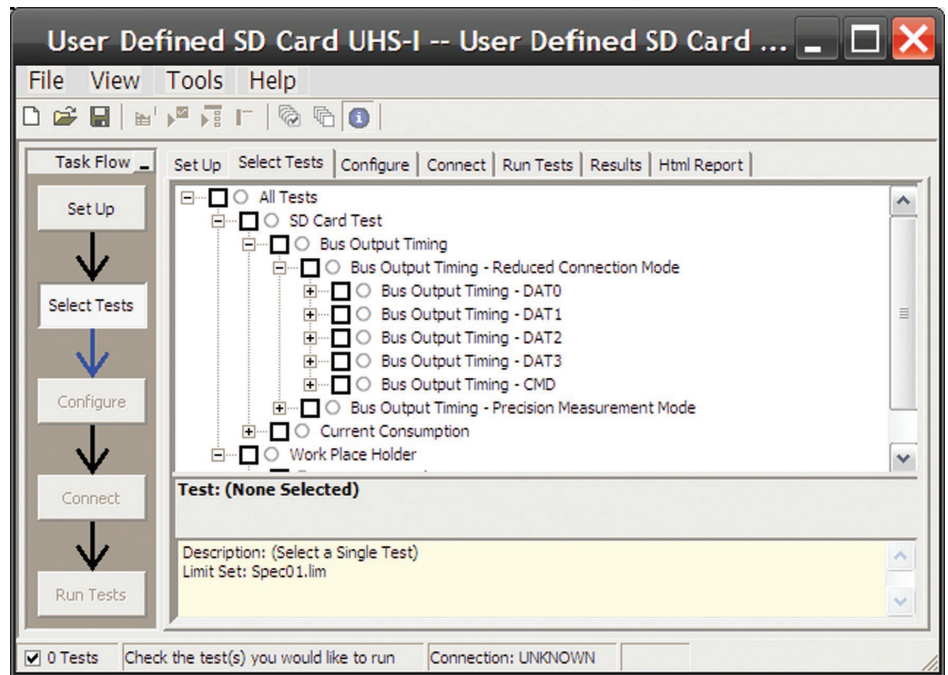 User Defined SD Card UHS-I -- User Defined SD Card ...
File View Tools Help
Task Flow
Set Up
Select Tests
Configure
Connect
Run Tests
Set Up Select Tests Configure Connect Run Tests Results Html Report
All Tests
SD Card Test
Bus Output Timing
Bus Output Timing - Reduced Connection Mode
Bus Output Timing - DAT0
Bus Output Timing - DAT1
Bus Output Timing - DAT2
Bus Output Timing - DAT3
Bus Output Timing - CMD
Bus Output Timing - Precision Measurement Mode
Current Consumption
Work Place Holder
Test: (None Selected)
Description: (Select a Single Test)
Limit Set: Spec01.lim
0 Tests Check the test(s) you would like to run Connection: UNKNOWN